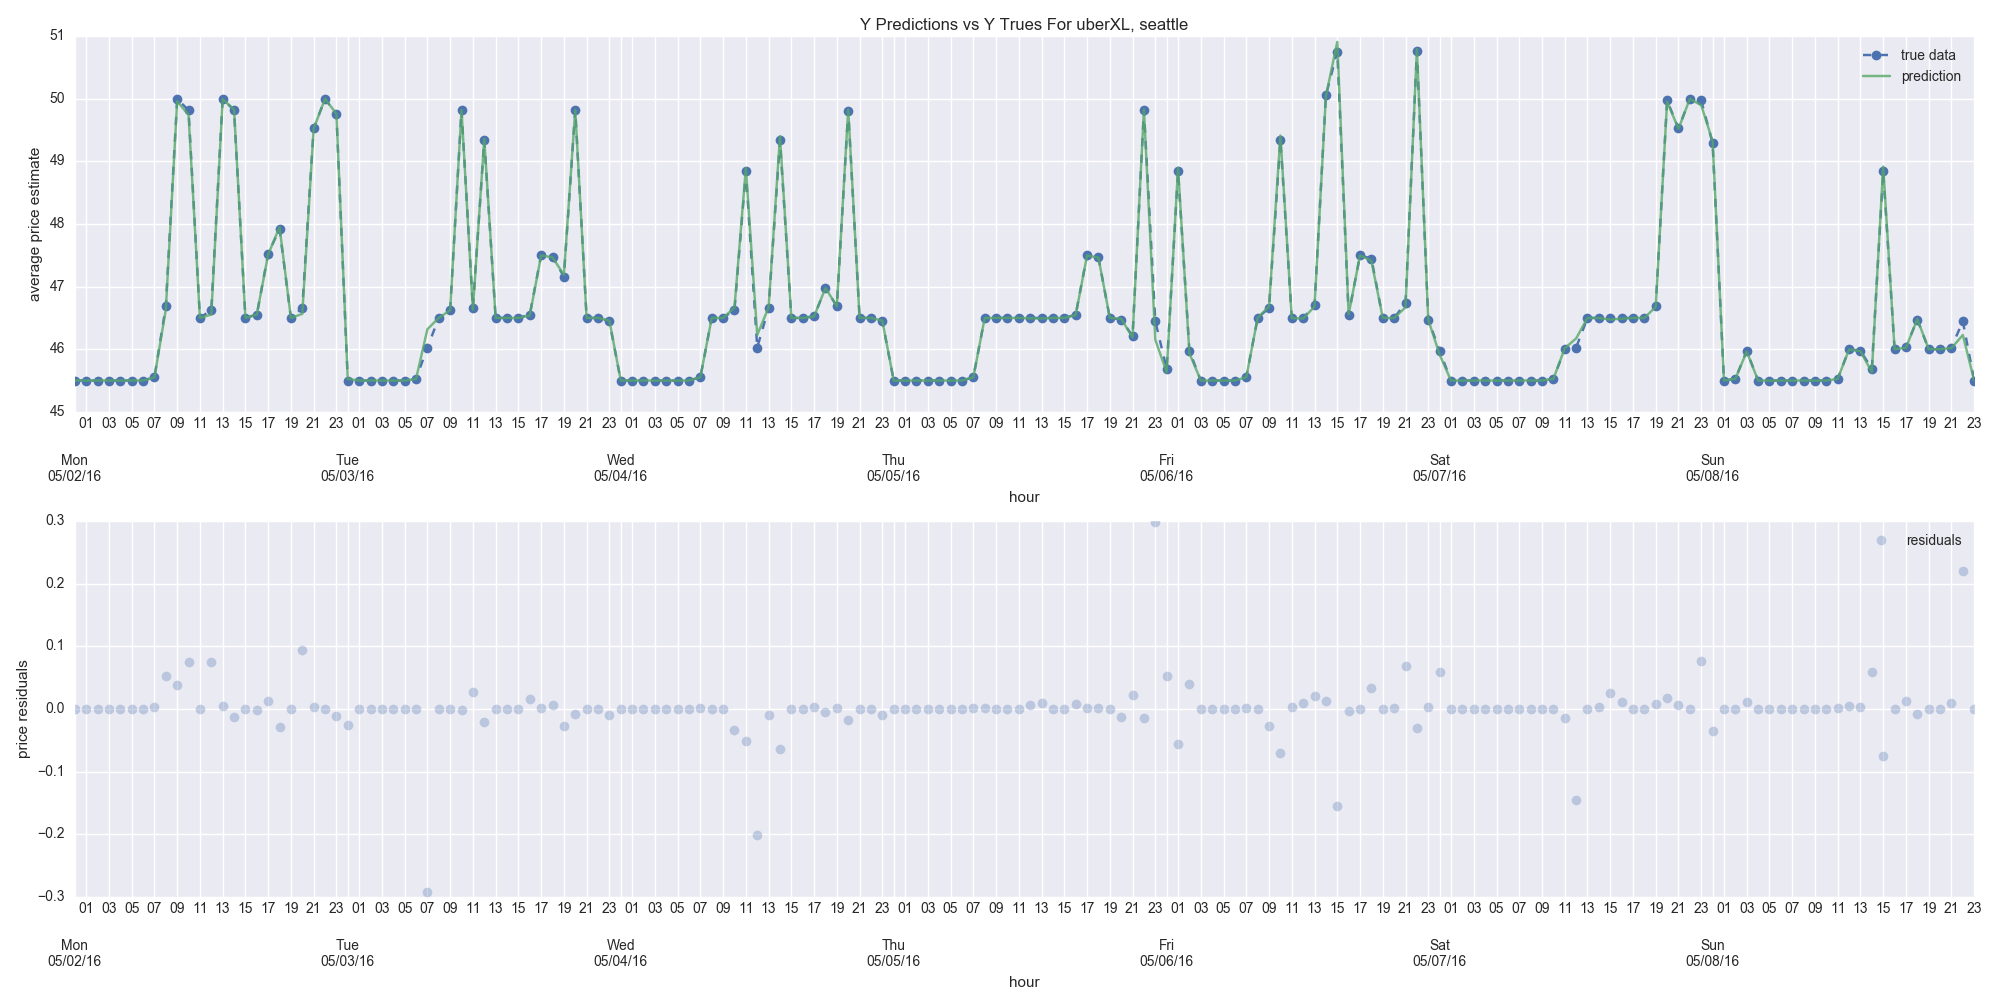 Y Predictions vs Y Trues For uberXL, seattle
51
50
49
48
47
46
45
average price estimate
true data
prediction
01 03 05 07 09 11 13 15 17 19 21 23 01 03 05 07 09 11 13 15 17 19 21 23 01 03 05 07 09 11 13 15 17 19 21 23 01 03 05 07 09 11 13 15 17 19 21 23 01 03 05 07 09 11 13 15 17 19 21 23 01 03 05 07 09 11 13 15 17 19 21 23 01 03 05 07 09 11 13 15 17 19 21 23
Mon Tue Wed Thu Fri Sat Sun
05/02/16 05/03/16 05/04/16 05/05/16 05/06/16 05/07/16 05/08/16
hour
0.3
0.2
0.1
0.0
−0.1
−0.2
−0.3
price residuals
residuals
01 03 05 07 09 11 13 15 17 19 21 23 01 03 05 07 09 11 13 15 17 19 21 23 01 03 05 07 09 11 13 15 17 19 21 23 01 03 05 07 09 11 13 15 17 19 21 23 01 03 05 07 09 11 13 15 17 19 21 23 01 03 05 07 09 11 13 15 17 19 21 23 01 03 05 07 09 11 13 15 17 19 21 23
Mon Tue Wed Thu Fri Sat Sun
05/02/16 05/03/16 05/04/16 05/05/16 05/06/16 05/07/16 05/08/16
hour